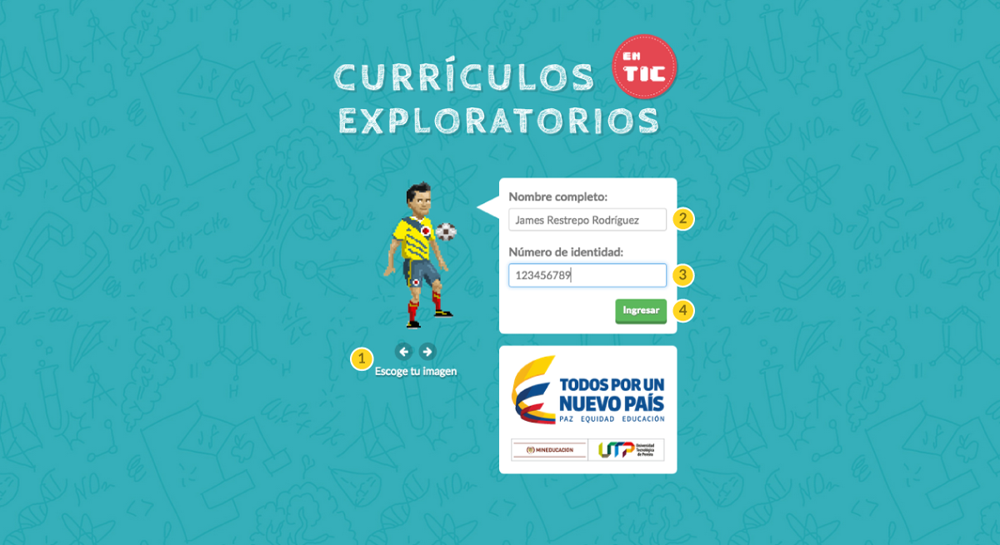 CURRÍCULOS
EN
TIC
EXPLORATORIOS
Nombre completo:
James Restrepo Rodríguez
2
Número de identidad:
123456789
3
Ingresar
4
1
Escoge tu imagen
TODOS POR UN
NUEVO PAÍS
PAZ EQUIDAD EDUCACIÓN
MINEDUCACIÓN
UTP
Universidad
Tecnológica
de Pereira